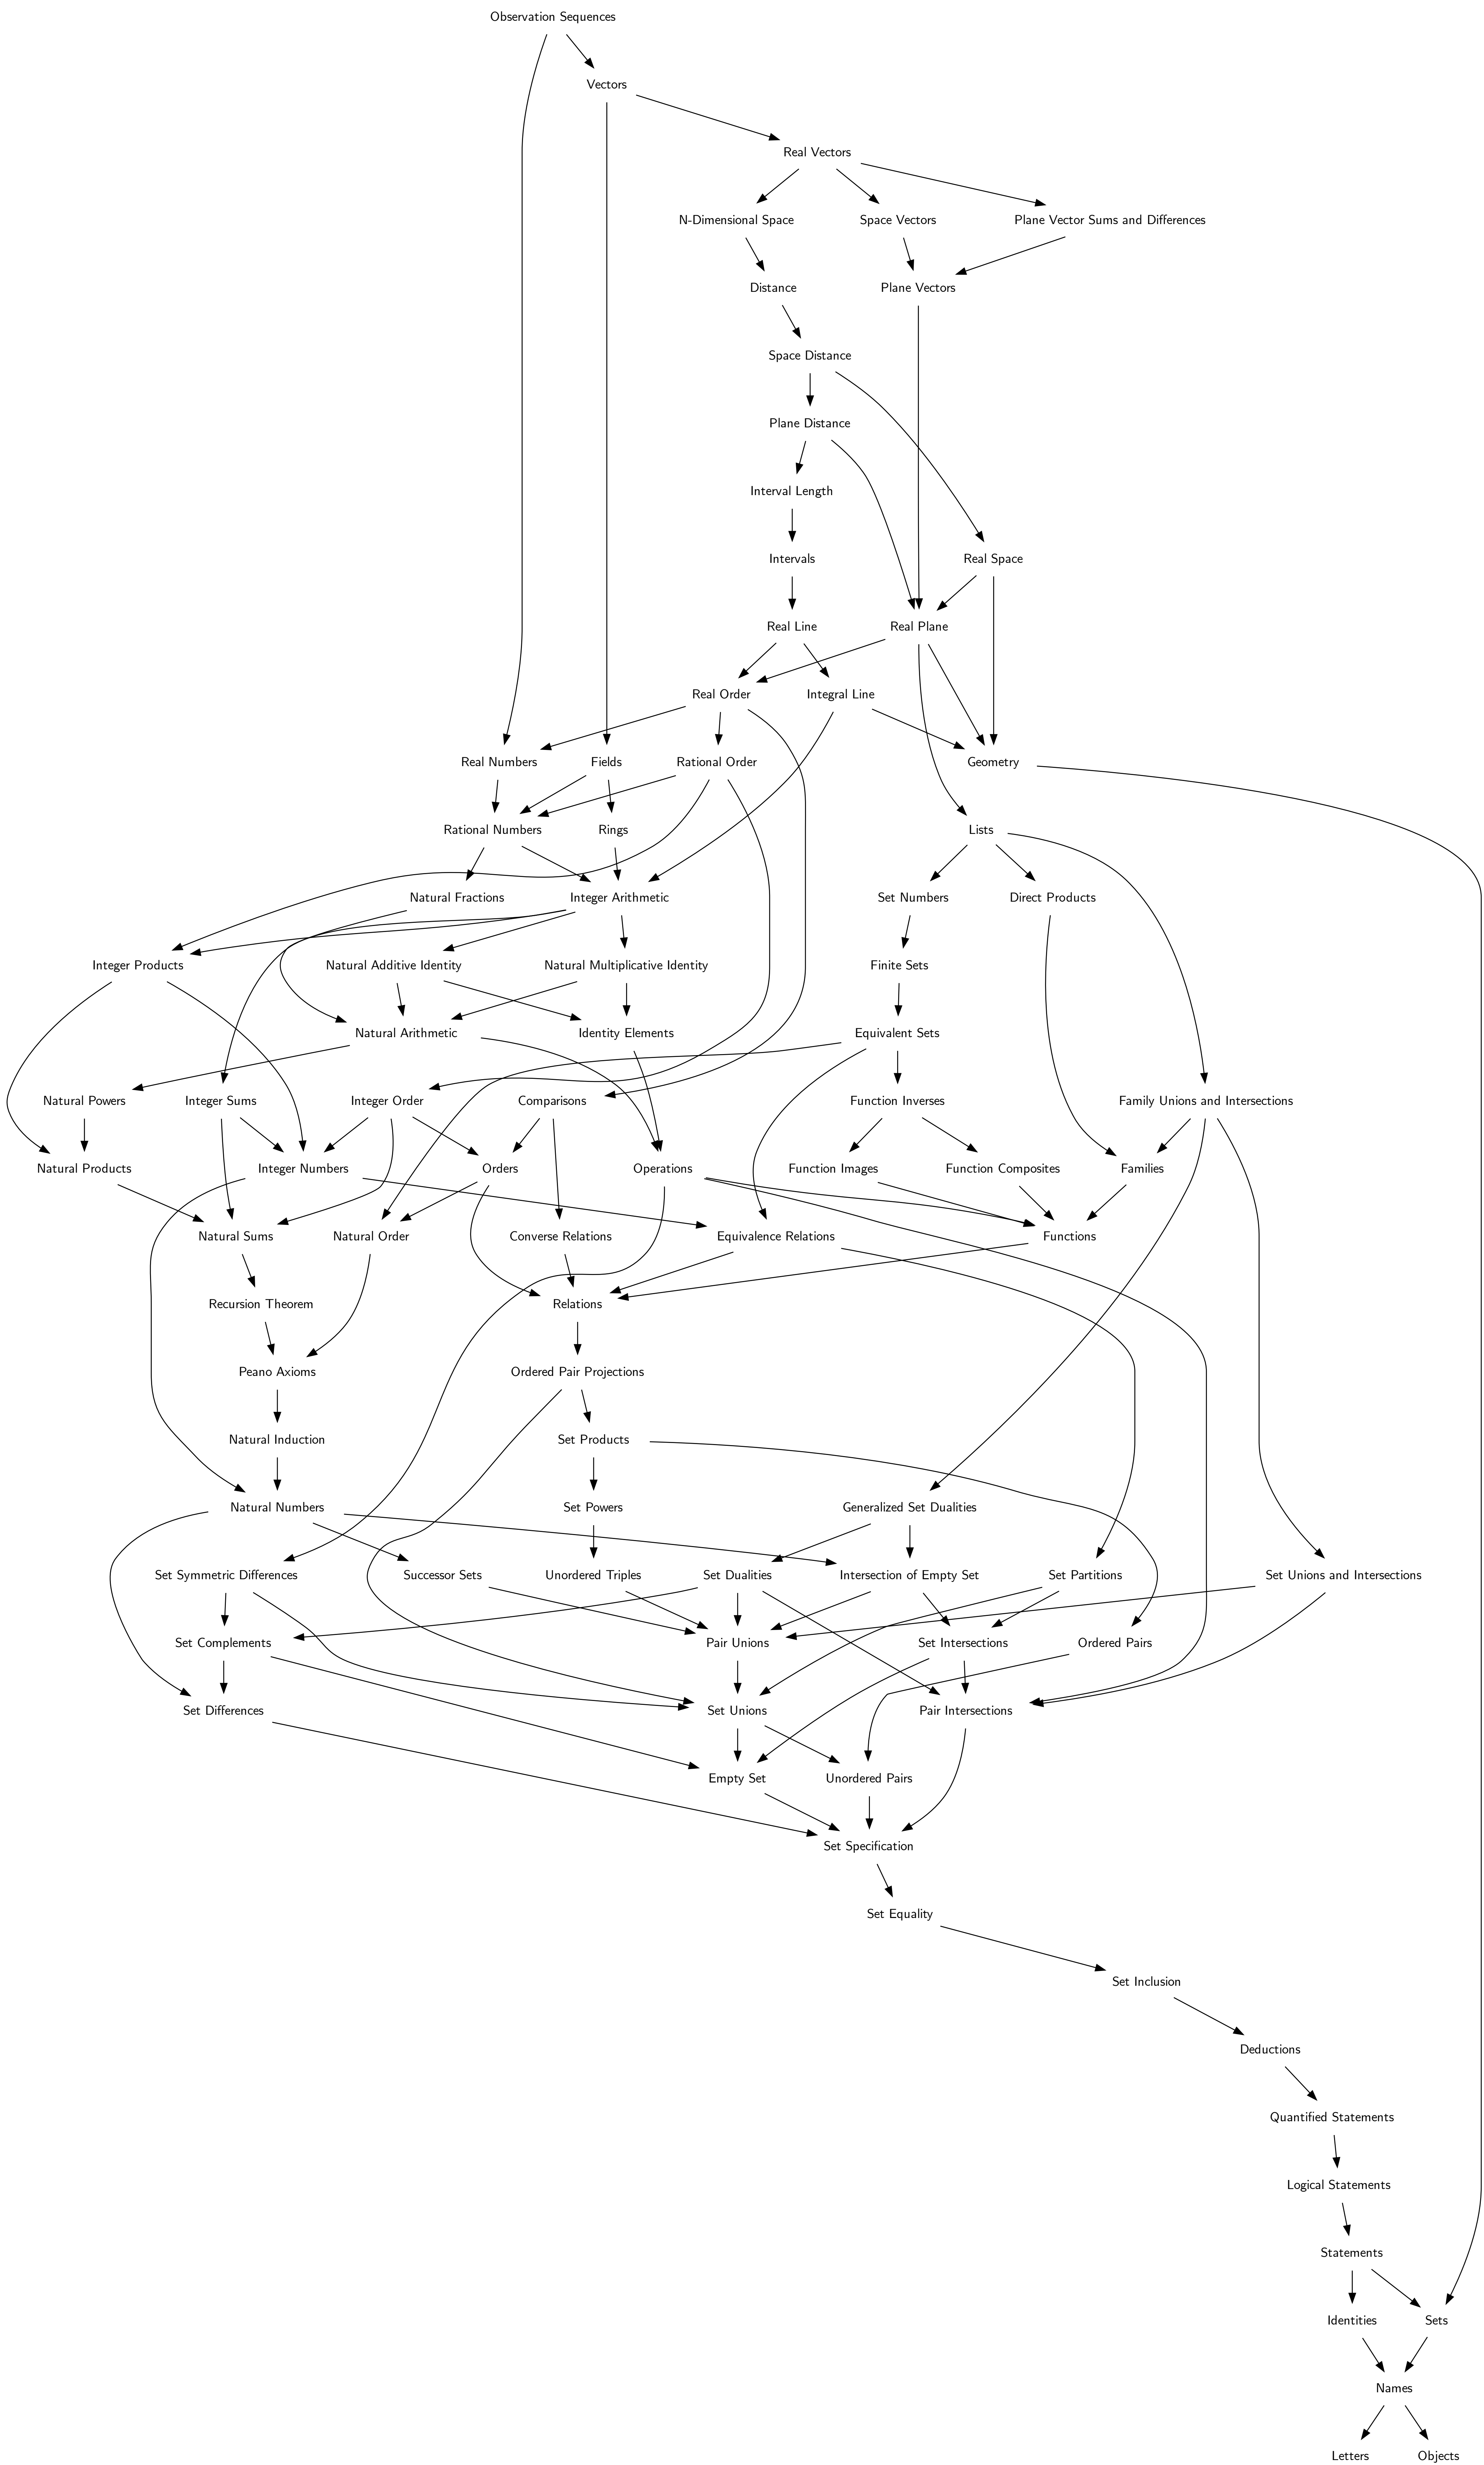 Observation Sequences
Vectors
Real Vectors
N-Dimensional Space
Space Vectors
Plane Vector Sums and Differences
Distance
Plane Vectors
Space Distance
Plane Distance
Interval Length
Intervals
Real Space
Real Line
Real Plane
Real Order
Integral Line
Real Numbers
Fields
Rational Order
Geometry
Rational Numbers
Rings
Lists
Natural Fractions
Integer Arithmetic
Set Numbers
Direct Products
Integer Products
Natural Additive Identity
Natural Multiplicative Identity
Finite Sets
Natural Arithmetic
Identity Elements
Equivalent Sets
Natural Powers
Integer Sums
Integer Order
Comparisons
Function Inverses
Family Unions and Intersections
Natural Products
Integer Numbers
Orders
Operations
Function Images
Function Composites
Families
Natural Sums
Natural Order
Converse Relations
Equivalence Relations
Functions
Recursion Theorem
Relations
Peano Axioms
Ordered Pair Projections
Natural Induction
Set Products
Natural Numbers
Set Powers
Generalized Set Dualities
Set Symmetric Differences
Successor Sets
Unordered Triples
Set Dualities
Intersection of Empty Set
Set Partitions
Set Unions and Intersections
Set Complements
Pair Unions
Set Intersections
Ordered Pairs
Set Differences
Set Unions
Pair Intersections
Empty Set
Unordered Pairs
Set Specification
Set Equality
Set Inclusion
Deductions
Quantified Statements
Logical Statements
Statements
Identities
Sets
Names
Letters
Objects